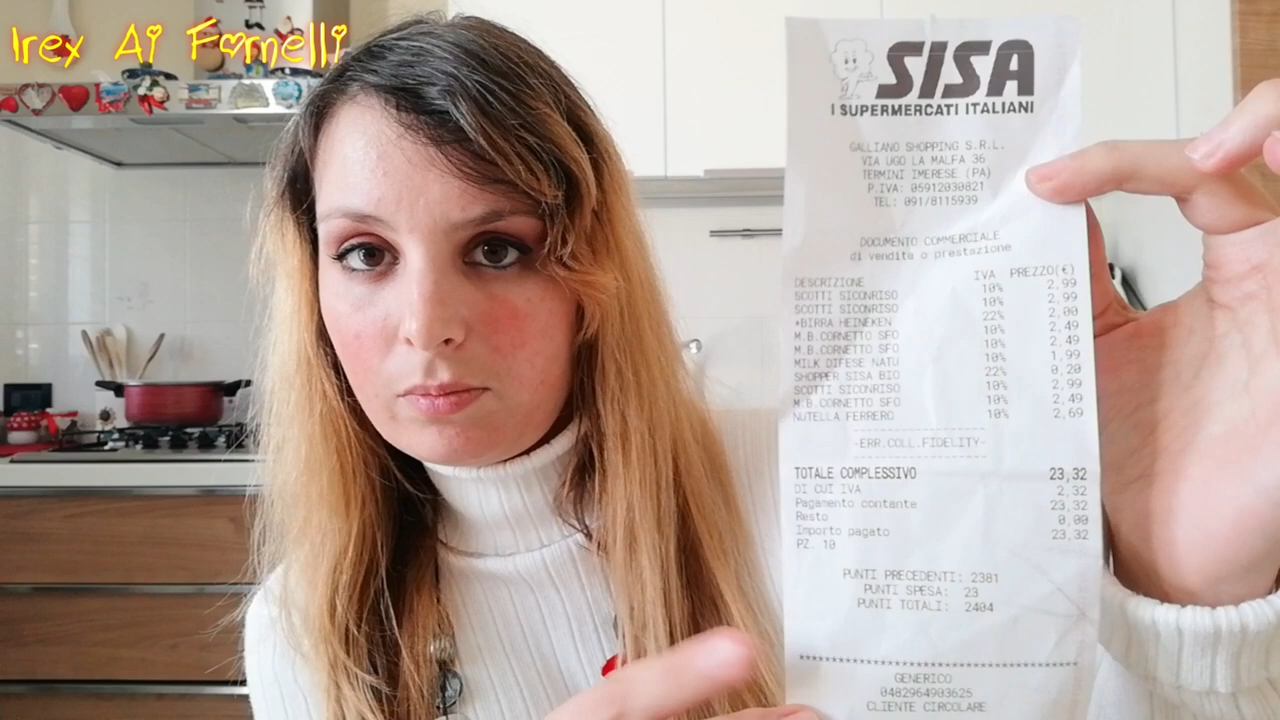 Irex Ai Fornelli
SISA
I SUPERMERCATI ITALIANI
GALLIANO SHOPPING S.R.L.
VIA UGO LA MALFA 36
TERMINI IMERESE (PA)
P.IVA: 05912030821
TEL: 091/8115939
DOCUMENTO COMMERCIALE
di vendita o prestazione
DESCRIZIONE IVA PREZZO(€)
SCOTTI SICONRISO 10% 2,99
SCOTTI SICONRISO 10% 2,99
*BIRRA HEINEKEN 22% 2,00
M.B.CORNETTO SFO 10% 2,49
M.B.CORNETTO SFO 10% 2,49
MILK DIFESE NATU 10% 1,99
SHOPPER SISA BIO 22% 0,20
SCOTTI SICONRISO 10% 2,99
M.B.CORNETTO SFO 10% 2,49
NUTELLA FERRERO 10% 2,69
-ERR.COLL.FIDELITY-
TOTALE COMPLESSIVO 23,32
DI CUI IVA 2,32
Pagamento contante 23,32
Resto 0,00
Importo pagato 23,32
PZ. 10
PUNTI PRECEDENTI: 2381
PUNTI SPESA: 23
PUNTI TOTALI: 2404
GENERICO
0482964903625
CLIENTE CIRCOLARE